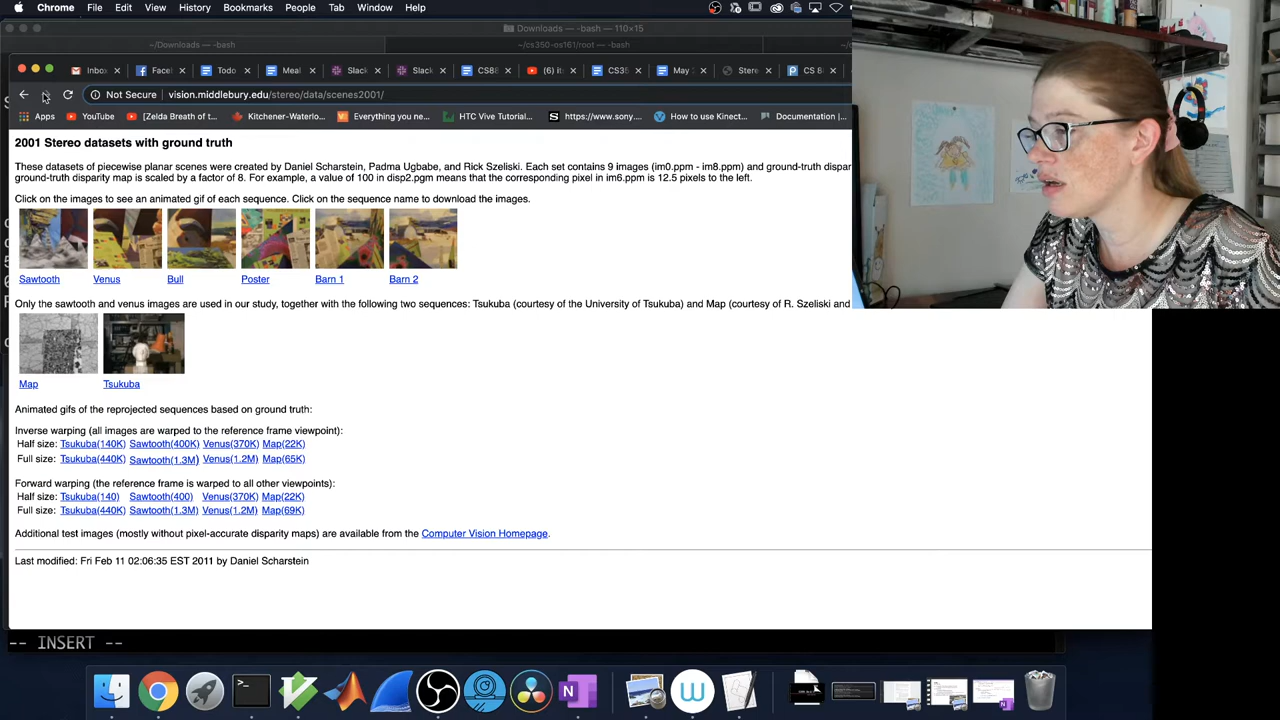 Chrome File Edit View History Bookmarks People Tab Window Help
Downloads — -bash — 110×15
~/Downloads — -bash
~/cs350-os161/root — -bash
Inbox
Facel
Todo
Meal
Slack
Slack
CS88
(6) it
CS35
May
Stere
CS 8
Not Secure vision.middlebury.edu/stereo/data/scenes2001/
Apps YouTube [Zelda Breath of t... Kitchener-Waterlo... Everything you ne... HTC Vive Tutorial... https://www.sony.... How to use Kinect... Documentation |...
2001 Stereo datasets with ground truth
These datasets of piecewise planar scenes were created by Daniel Scharstein, Padma Ugbabe, and Rick Szeliski. Each set contains 9 images (im0.ppm - im8.ppm) and ground-truth dispar
ground-truth disparity map is scaled by a factor of 8. For example, a value of 100 in disp2.pgm means that the corresponding pixel in im6.ppm is 12.5 pixels to the left.
Click on the images to see an animated gif of each sequence. Click on the sequence name to download the images.
Sawtooth Venus Bull Poster Barn 1 Barn 2
Only the sawtooth and venus images are used in our study, together with the following two sequences: Tsukuba (courtesy of the University of Tsukuba) and Map (courtesy of R. Szeliski and
Map Tsukuba
Animated gifs of the reprojected sequences based on ground truth:
Inverse warping (all images are warped to the reference frame viewpoint):
Half size: Tsukuba(140K) Sawtooth(400K) Venus(370K) Map(22K)
Full size: Tsukuba(440K) Sawtooth(1.3M) Venus(1.2M) Map(65K)
Forward warping (the reference frame is warped to all other viewpoints):
Half size: Tsukuba(140) Sawtooth(400) Venus(370K) Map(22K)
Full size: Tsukuba(440K) Sawtooth(1.3M) Venus(1.2M) Map(69K)
Additional test images (mostly without pixel-accurate disparity maps) are available from the Computer Vision Homepage.
Last modified: Fri Feb 11 02:06:35 EST 2011 by Daniel Scharstein
-- INSERT --